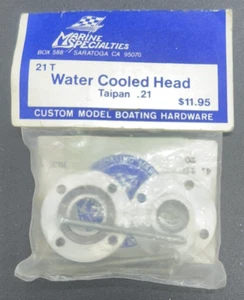 MARINE
SPECIALTIES
BOX 588 SARATOGA CA 95070
21 T
Water Cooled Head
Taipan .21
$11.95
CUSTOM MODEL BOATING HARDWARE